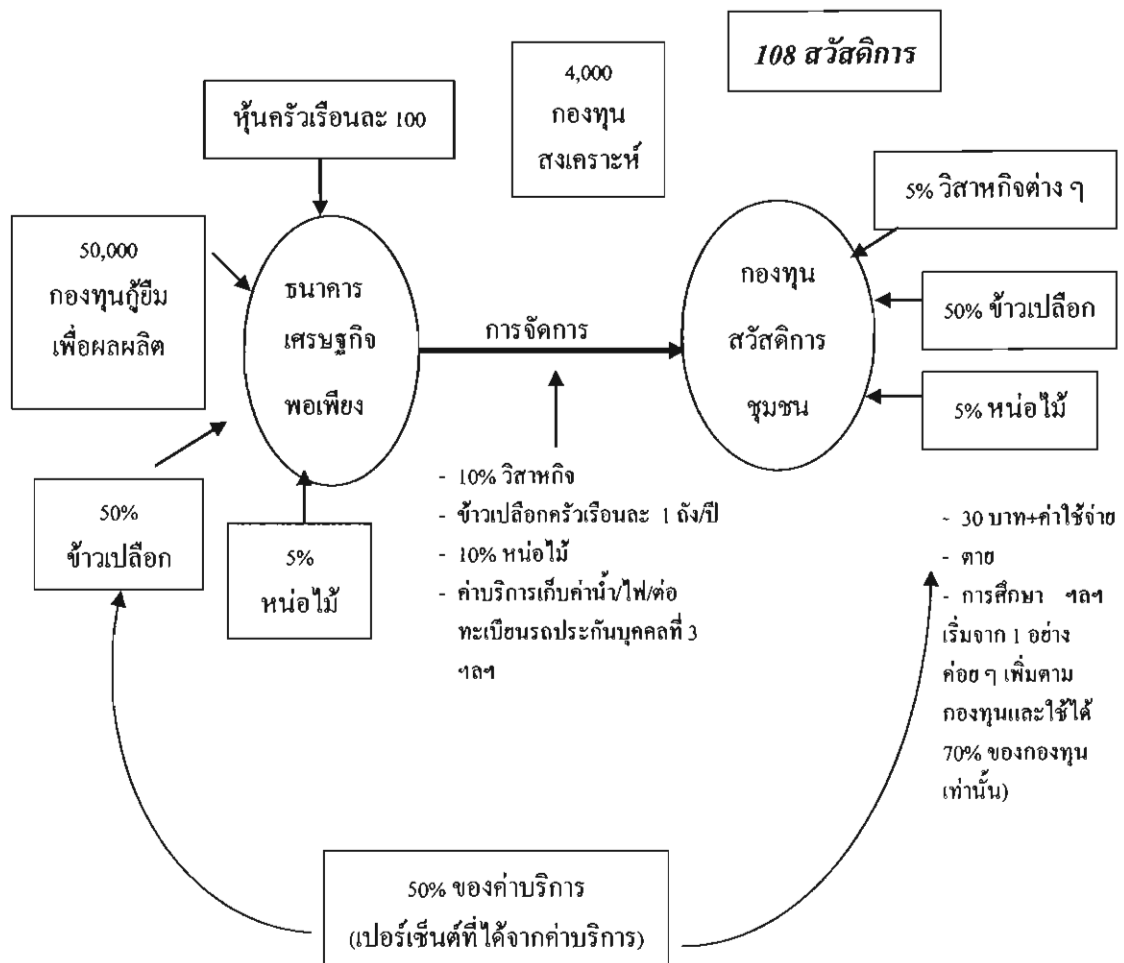 108 สวัสดิการ
4,000
กองทุน
สงเคราะห์
หุ้นครัวเรือนละ 100
5% วิสาหกิจต่าง ๆ
50,000
กองทุนกู้ยืม
เพื่อผลผลิต
ธนาคาร
เศรษฐกิจ
พอเพียง
การจัดการ
กองทุน
สวัสดิการ
ชุมชน
50% ข้าวเปลือก
5% หน่อไม้
50%
ข้าวเปลือก
5%
หน่อไม้
- 10% วิสาหกิจ
- ข้าวเปลือกครัวเรือนละ 1 ถัง/ปี
- 10% หน่อไม้
- ค่าบริการเก็บค่าน้ำ/ไฟ/ต่อ
ทะเบียนรถประกันบุคคลที่ 3
ฯลฯ
- 30 บาท+ค่าใช้จ่าย
- ตาย
- การศึกษา ฯลฯ
เริ่มจาก 1 อย่าง
ค่อย ๆ เพิ่มตาม
กองทุนและใช้ได้
70% ของกองทุน
เท่านั้น)
50% ของค่าบริการ
(เปอร์เซ็นต์ที่ได้จากค่าบริการ)